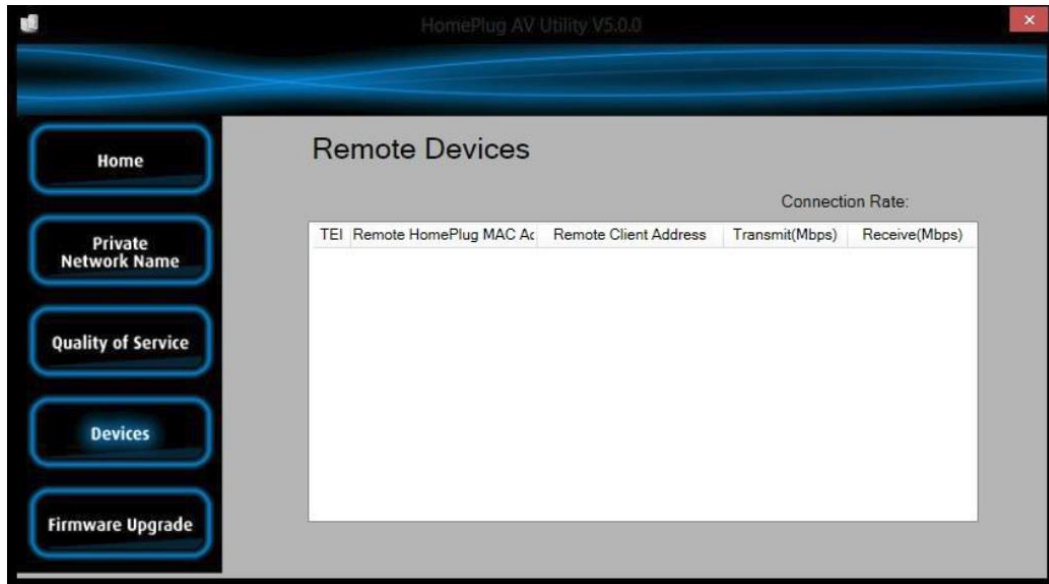 HomePlug AV Utility V5.0.0
Home
Private
Network Name
Quality of Service
Devices
Firmware Upgrade
Remote Devices
Connection Rate:
TEI Remote HomePlug MAC Ac Remote Client Address Transmit(Mbps) Receive(Mbps)